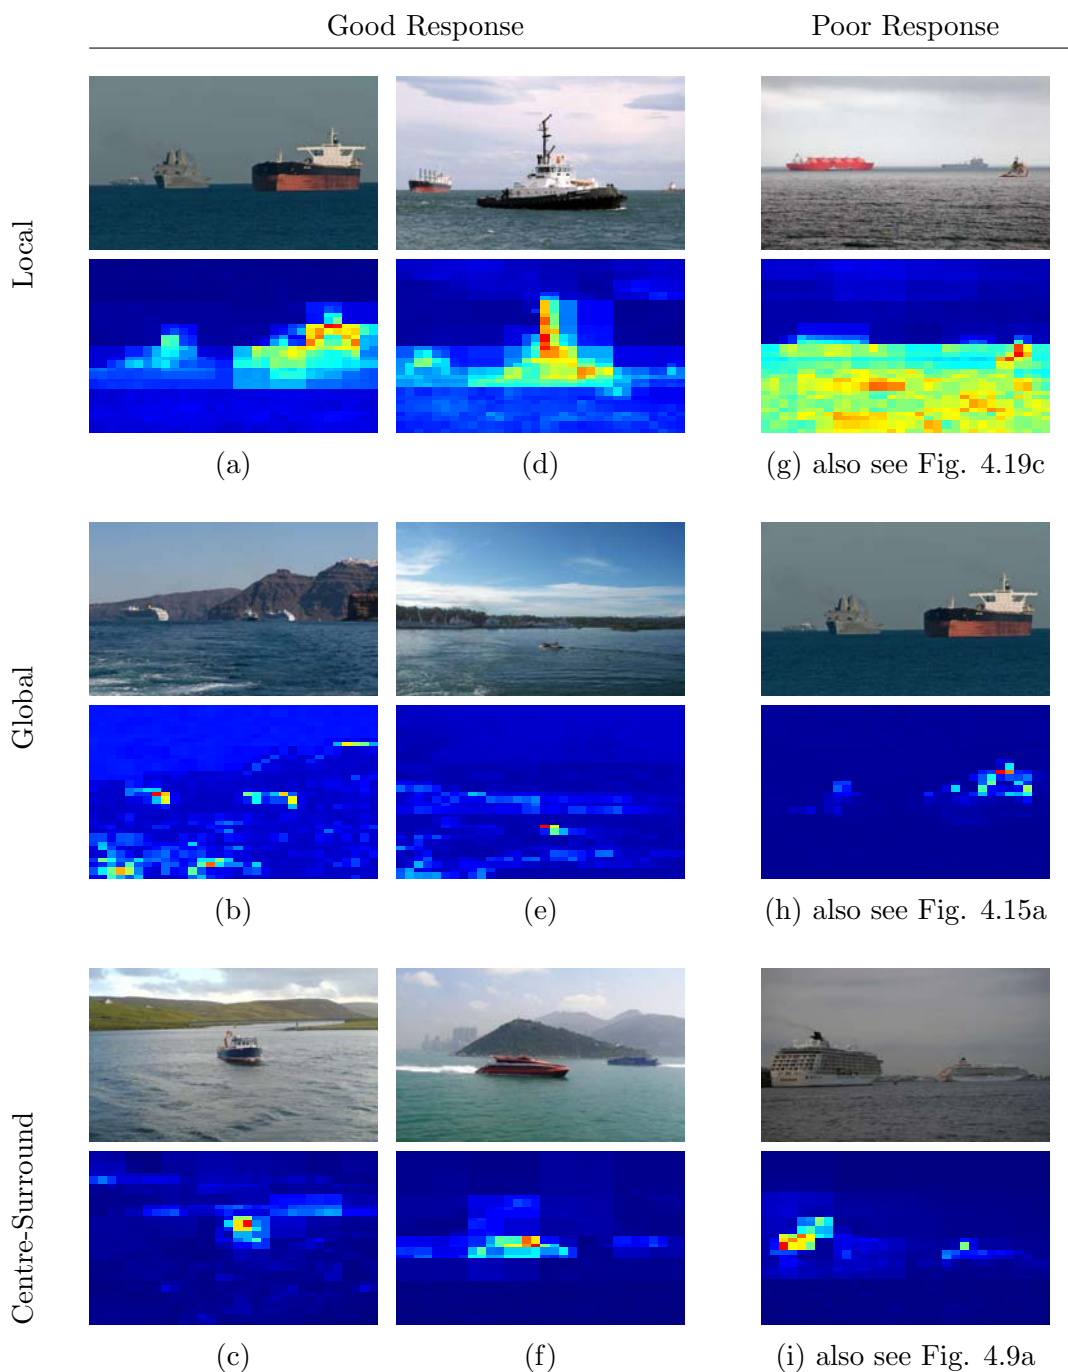 Good Response
Poor Response
Local
(a)
(d)
(g) also see Fig. 4.19c
Global
(b)
(e)
(h) also see Fig. 4.15a
Centre-Surround
(c)
(f)
(i) also see Fig. 4.9a